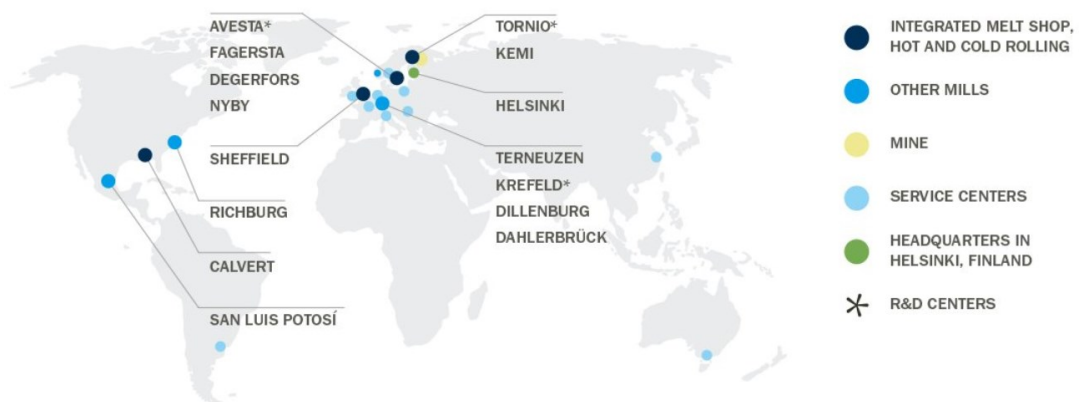 AVESTA*
FAGERSTA
DEGERFORS
NYBY
SHEFFIELD
RICHBURG
CALVERT
SAN LUIS POTOSÍ
TORNIO*
KEMI
HELSINKI
TERNEUZEN
KREFELD*
DILLENBURG
DAHLERBRÜCK
INTEGRATED MELT SHOP,
HOT AND COLD ROLLING
OTHER MILLS
MINE
SERVICE CENTERS
HEADQUARTERS IN
HELSINKI, FINLAND
R&D CENTERS